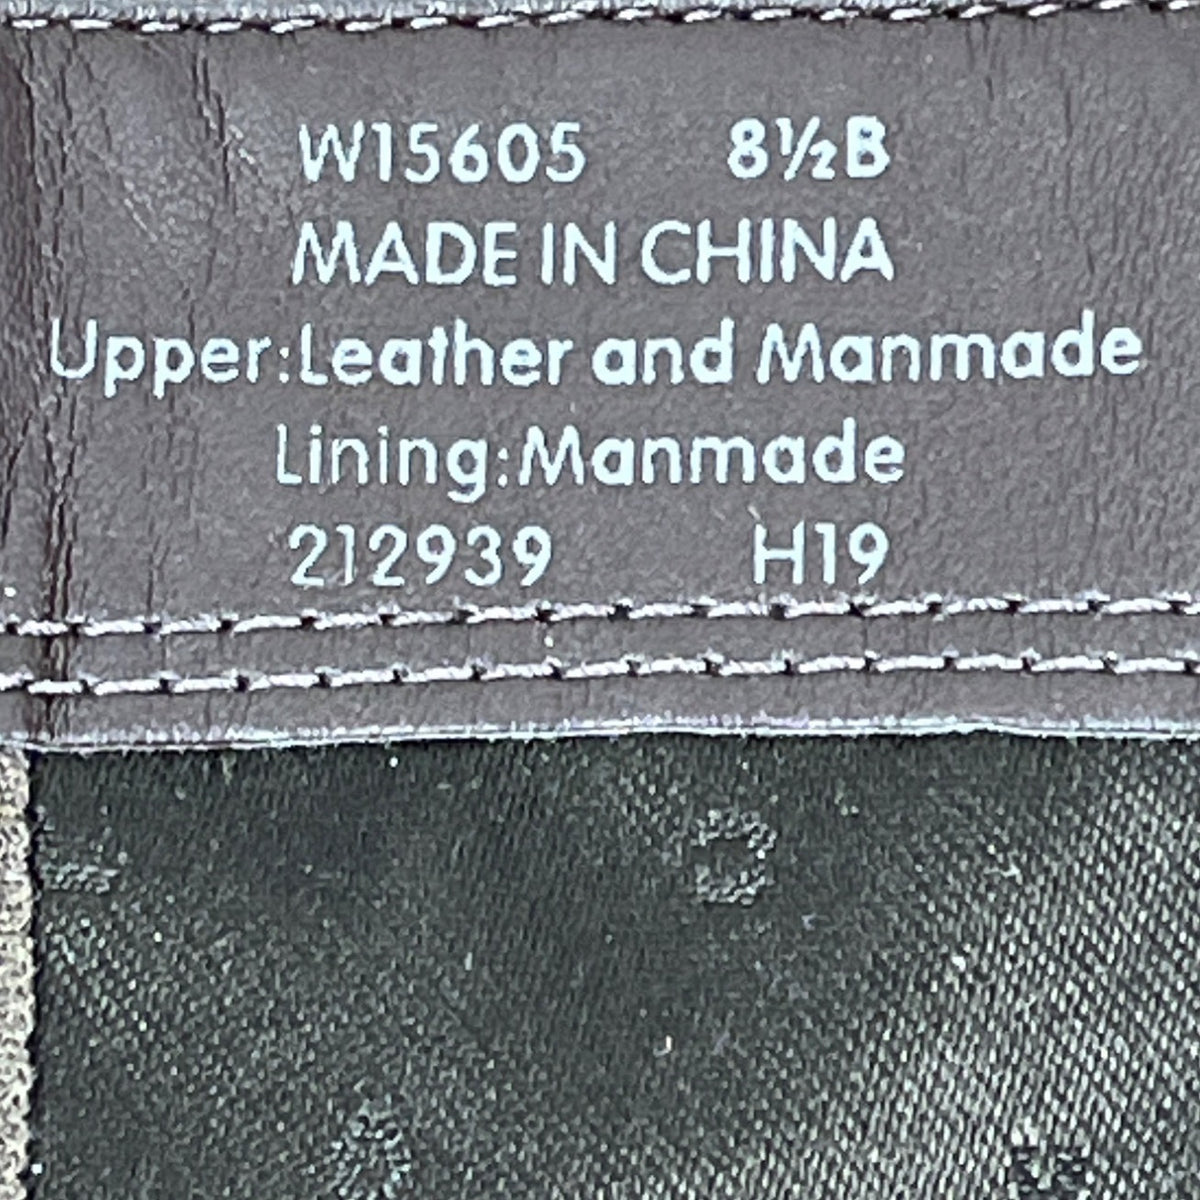 W15605 8½B
MADE IN CHINA
Upper:Leather and Manmade
Lining:Manmade
212939 H19